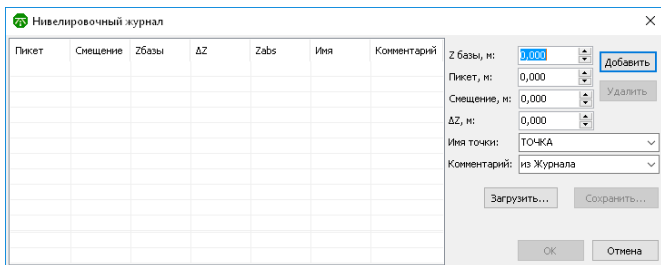 Нивелировочный журнал
Пикет Смещение Zбазы ΔZ Zabs Имя Комментарий
Z базы, м: 0,000 Добавить
Пикет, м: 0,000
Смещение, м: 0,000 Удалить
ΔZ, м: 0,000
Имя точки: ТОЧКА
Комментарий: из Журнала
Загрузить... Сохранить...
OK Отмена